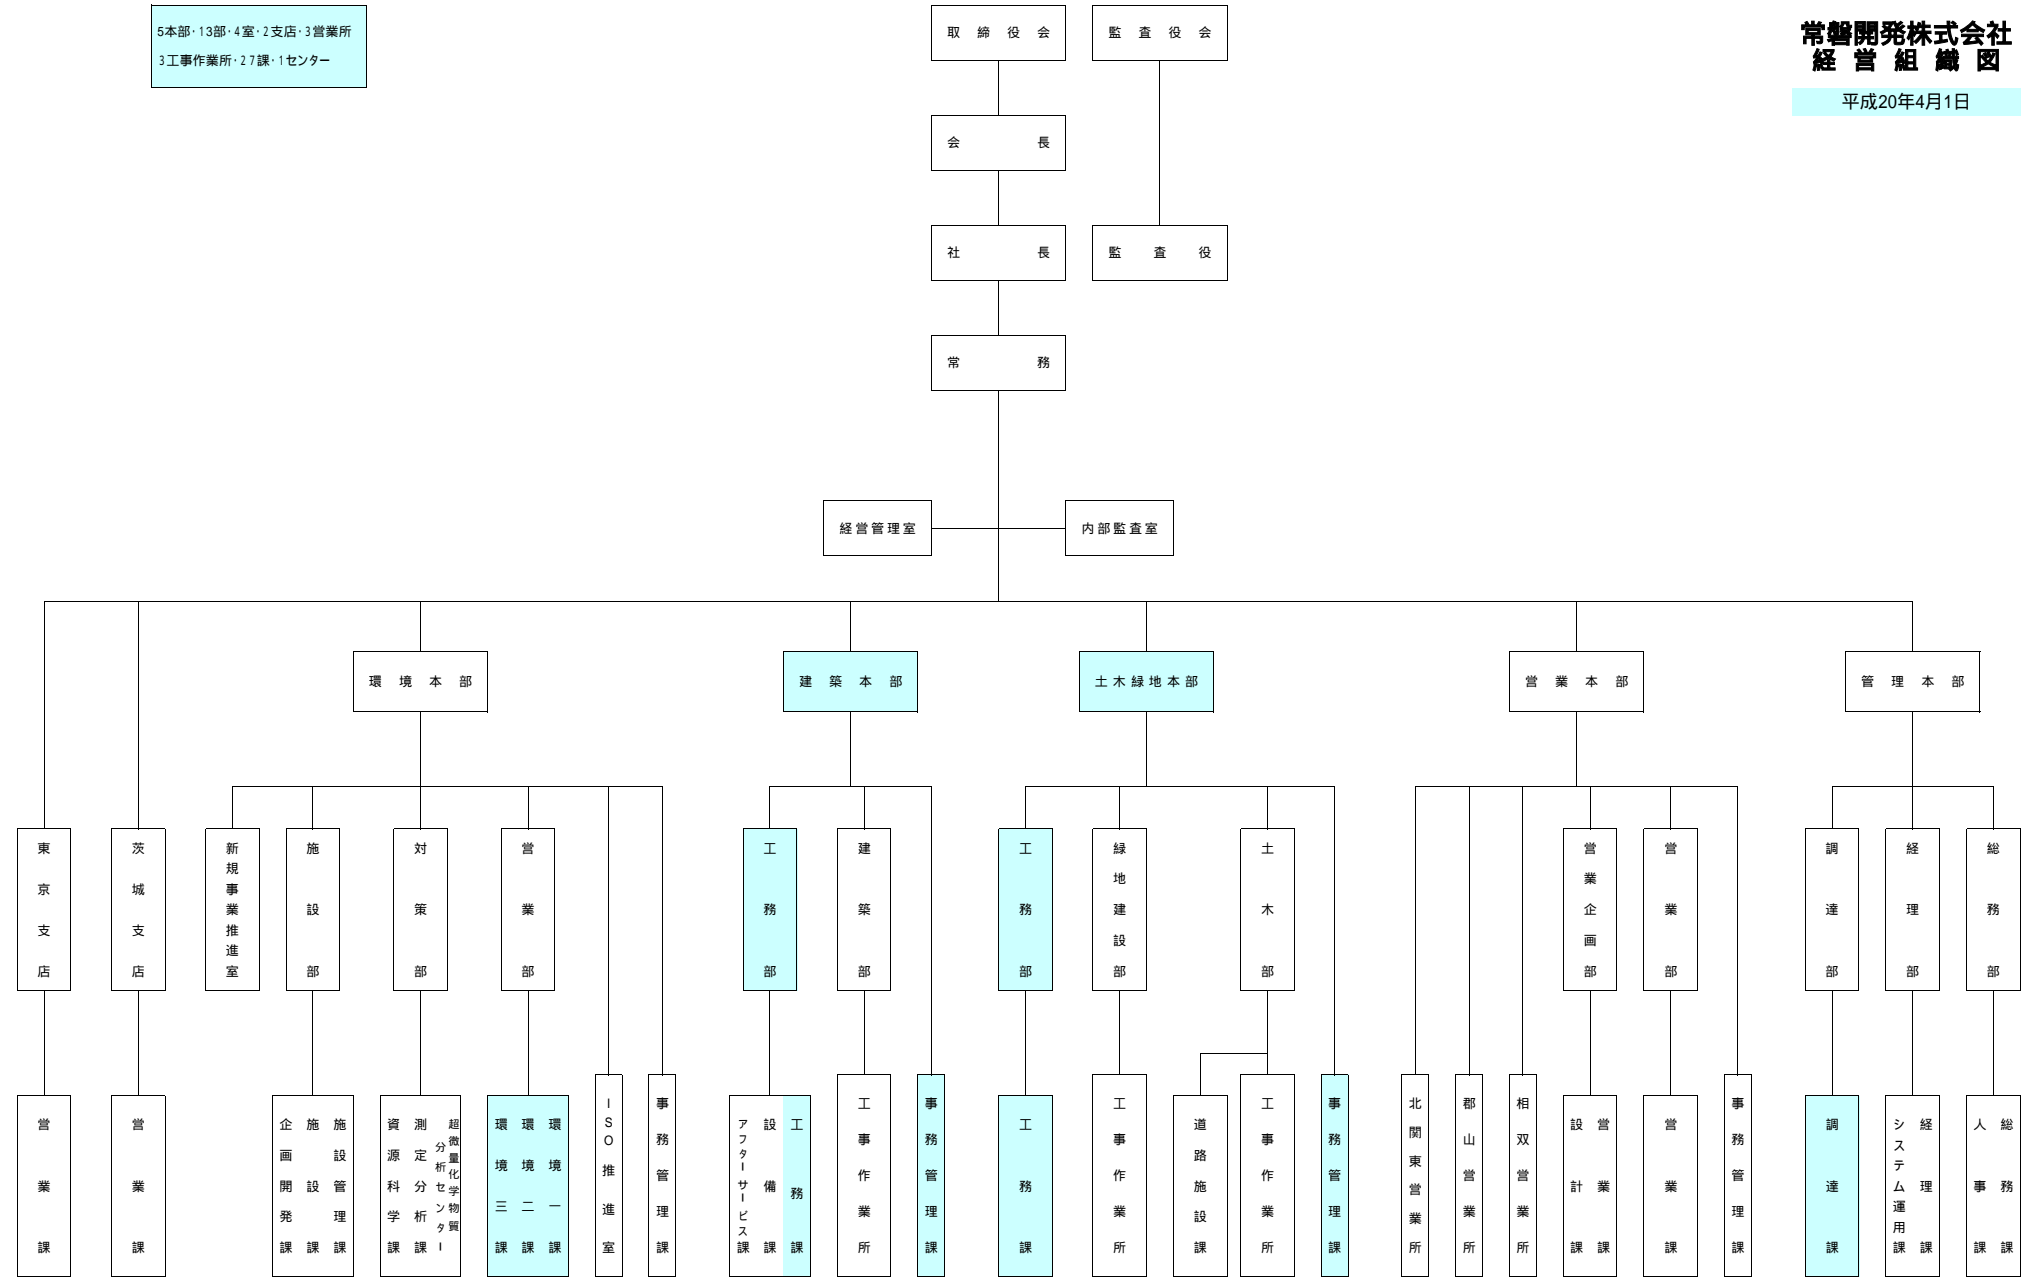 5本部・13部・4室・2支店・3営業所
3工事作業所・27課・1センター
常磐開発株式会社
経営組織図
平成20年4月1日
取締役会
監査役会
会長
社長
監査役
常務
経営管理室
内部監査室
環境本部
建築本部
土木緑地本部
営業本部
管理本部
東京支店
茨城支店
新規事業推進室
施設部
対策部
営業部
工務部
建築部
工務部
緑地建設部
土木部
営業企画部
営業部
調達部
経理部
総務部
営業課
営業課
企画開発課
施設課
施設管理課
資源科学課
測定分析課
超微量化学物質
分析センター
環境三課
環境二課
環境一課
ISO推進室
事務管理課
アフターサービス課
設備課
工務課
工事作業所
事務管理課
工務課
工事作業所
道路施設課
工事作業所
事務管理課
北関東営業所
郡山営業所
相双営業所
設計課
営業課
営業課
事務管理課
調達課
システム運用課
経理課
人事課
総務課